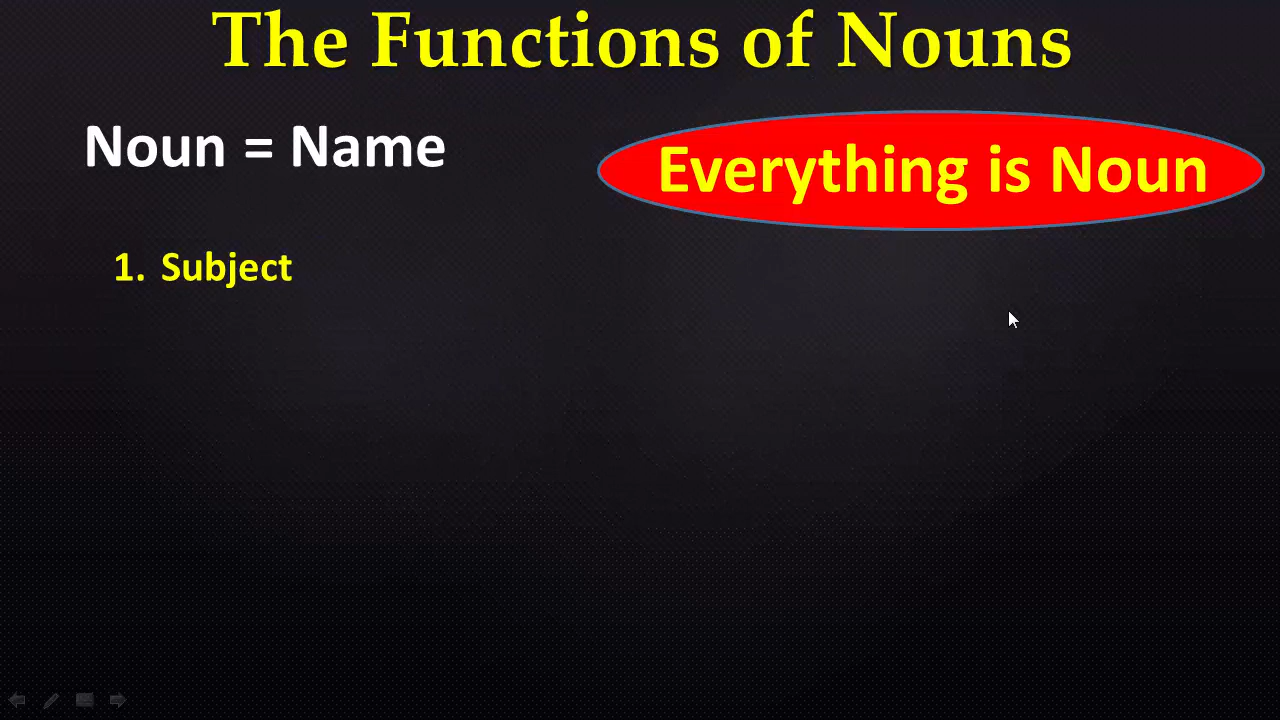 The Functions of Nouns
Noun = Name
Everything is Noun
1. Subject